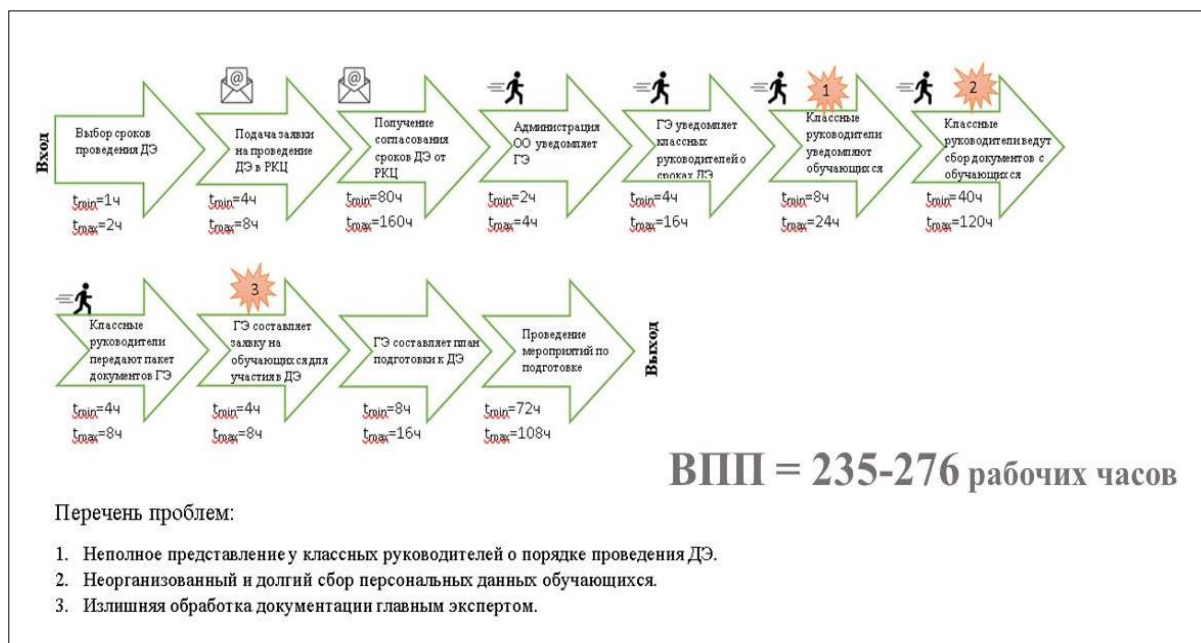 Вход
Выбор сроков
проведения ДЭ
tmin=1ч
tmax=2ч
@
Подача заявки
на проведение
ДЭ в РКЦ
tmin=4ч
tmax=8ч
@
Получение
согласования
сроков ДЭ от
РКЦ
tmin=80ч
tmax=160ч
Администрация
ОО уведомляет
ГЭ
tmin=2ч
tmax=4ч
ГЭ уведомляет
классных
руководителей о
сроках ДЭ
tmin=4ч
tmax=16ч
1
Классные
руководители
уведомляют
обучающихся
tmin=8ч
tmax=24ч
2
Классные
руководители ведут
сбор документов с
обучающихся
tmin=40ч
tmax=120ч
Классные
руководители
передают пакет
документов ГЭ
tmin=4ч
tmax=8ч
3
ГЭ составляет
заявку на
обучающихся для
участия в ДЭ
tmin=4ч
tmax=8ч
ГЭ составляет план
подготовки к ДЭ
tmin=8ч
tmax=16ч
Проведение
мероприятий по
подготовке
tmin=72ч
tmax=108ч
Выход
ВПП = 235-276 рабочих часов
Перечень проблем:
1. Неполное представление у классных руководителей о порядке проведения ДЭ.
2. Неорганизованный и долгий сбор персональных данных обучающихся.
3. Излишняя обработка документации главным экспертом.